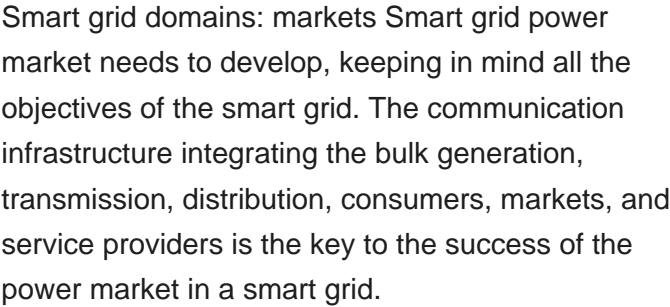 Smart grid domains: markets Smart grid power
market needs to develop, keeping in mind all the
objectives of the smart grid. The communication
infrastructure integrating the bulk generation,
transmission, distribution, consumers, markets, and
service providers is the key to the success of the
power market in a smart grid.